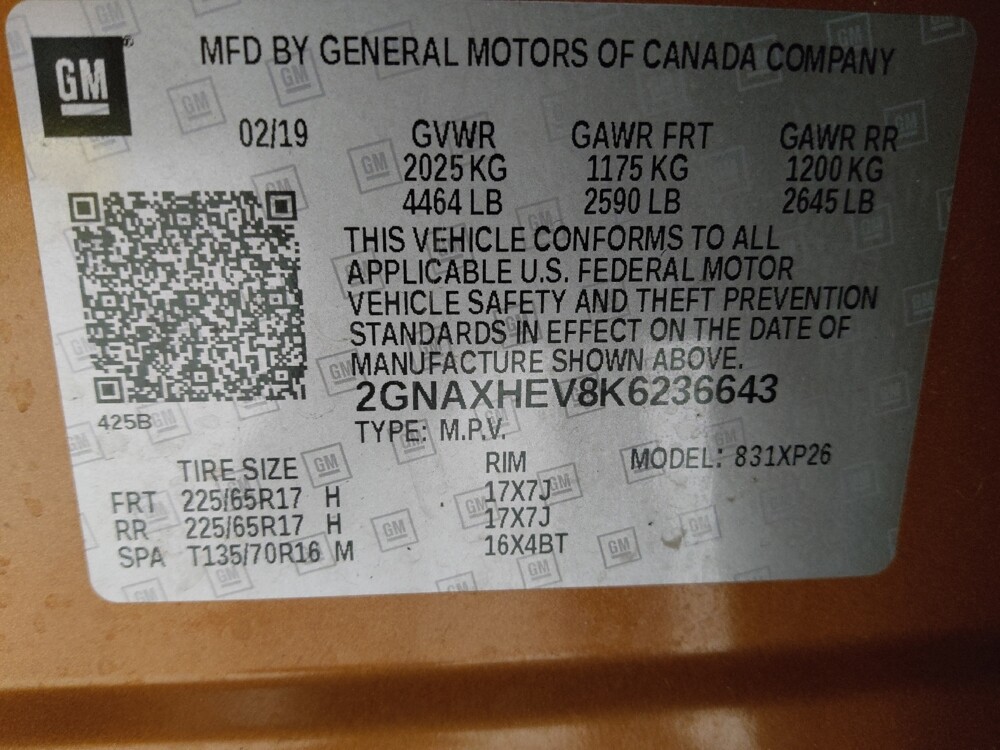 GM
MFD BY GENERAL MOTORS OF CANADA COMPANY
02/19 GVWR GAWR FRT GAWR RR
2025 KG 1175 KG 1200 KG
4464 LB 2590 LB 2645 LB
THIS VEHICLE CONFORMS TO ALL
APPLICABLE U.S. FEDERAL MOTOR
VEHICLE SAFETY AND THEFT PREVENTION
STANDARDS IN EFFECT ON THE DATE OF
MANUFACTURE SHOWN ABOVE.
2GNAXHEV8K6236643
425B
TYPE: M.P.V.
TIRE SIZE RIM MODEL: 831XP26
FRT 225/65R17 H 17X7J
RR 225/65R17 H 17X7J
SPA T135/70R16 M 16X4BT